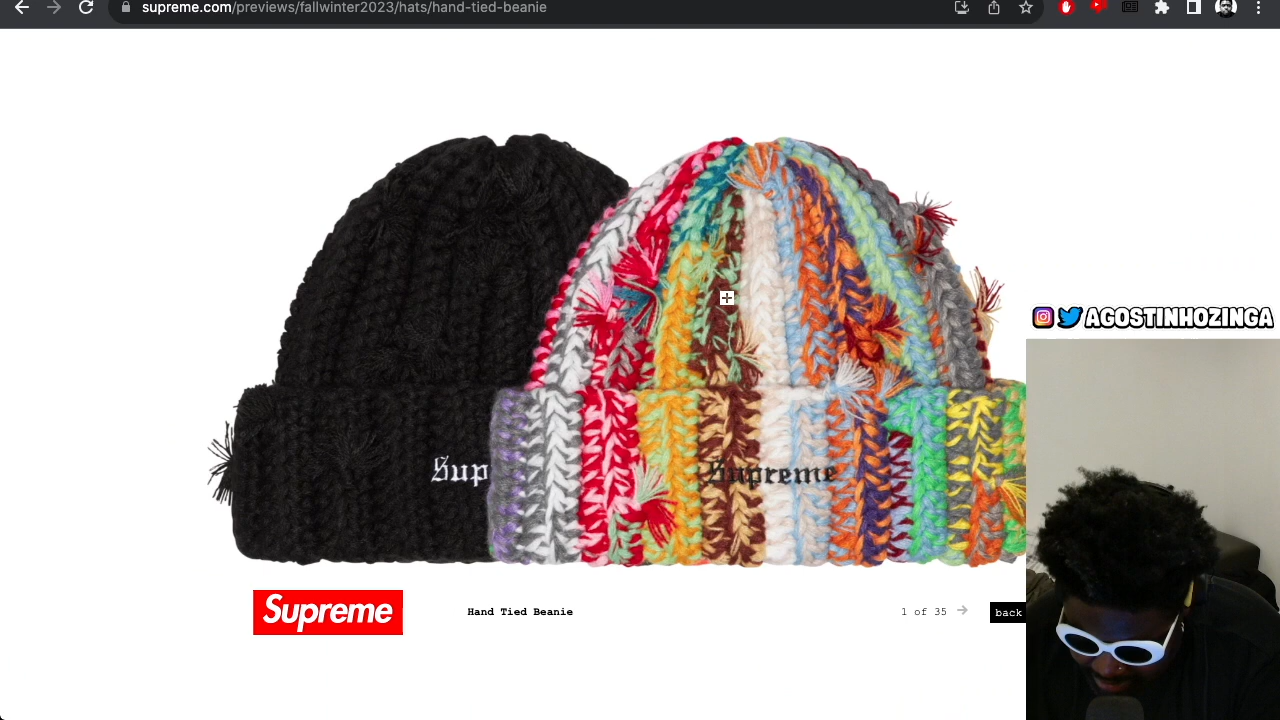 supreme.com/previews/fallwinter2023/hats/hand-tied-beanie
AGOSTINHOZINGA
Sup
Supreme
Supreme
Hand Tied Beanie
1 of 35
back